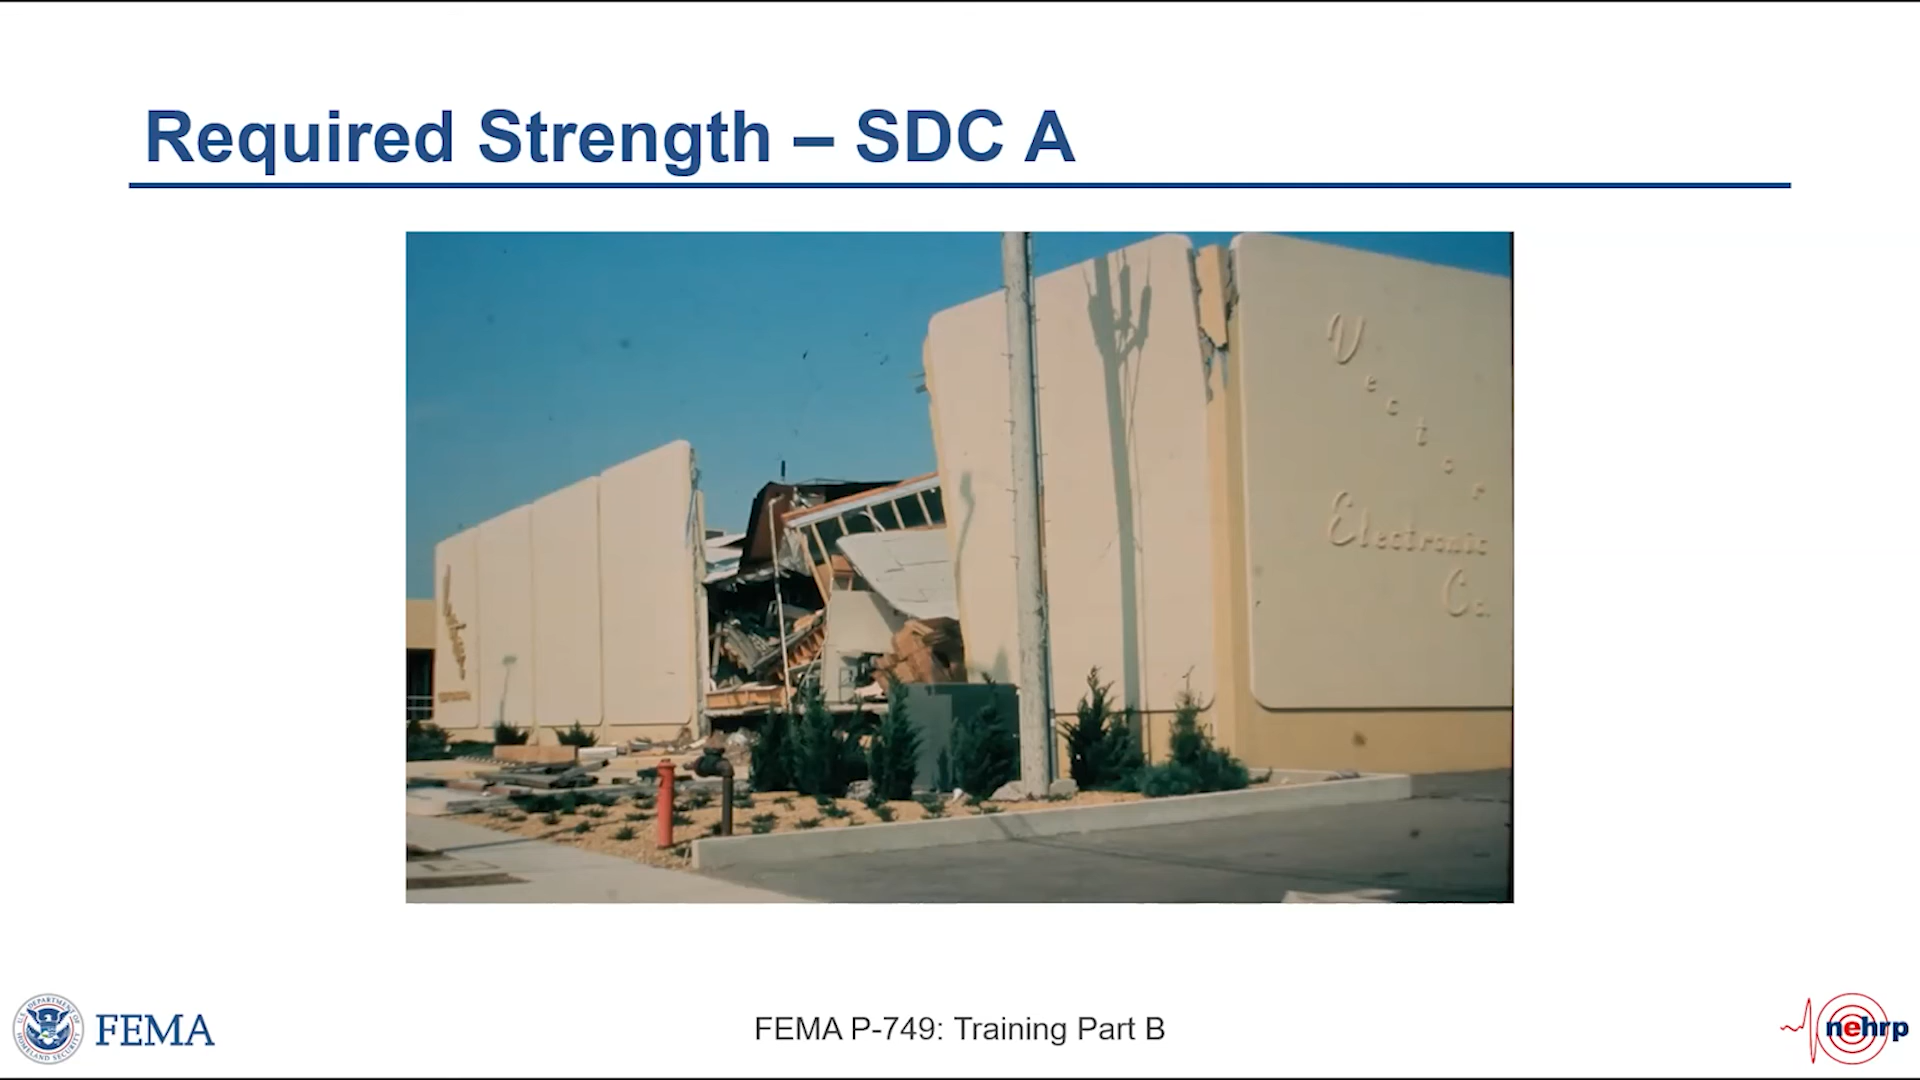 Required Strength – SDC A
Vector
Electronic
Co.
FEMA
FEMA P-749: Training Part B
nehrp